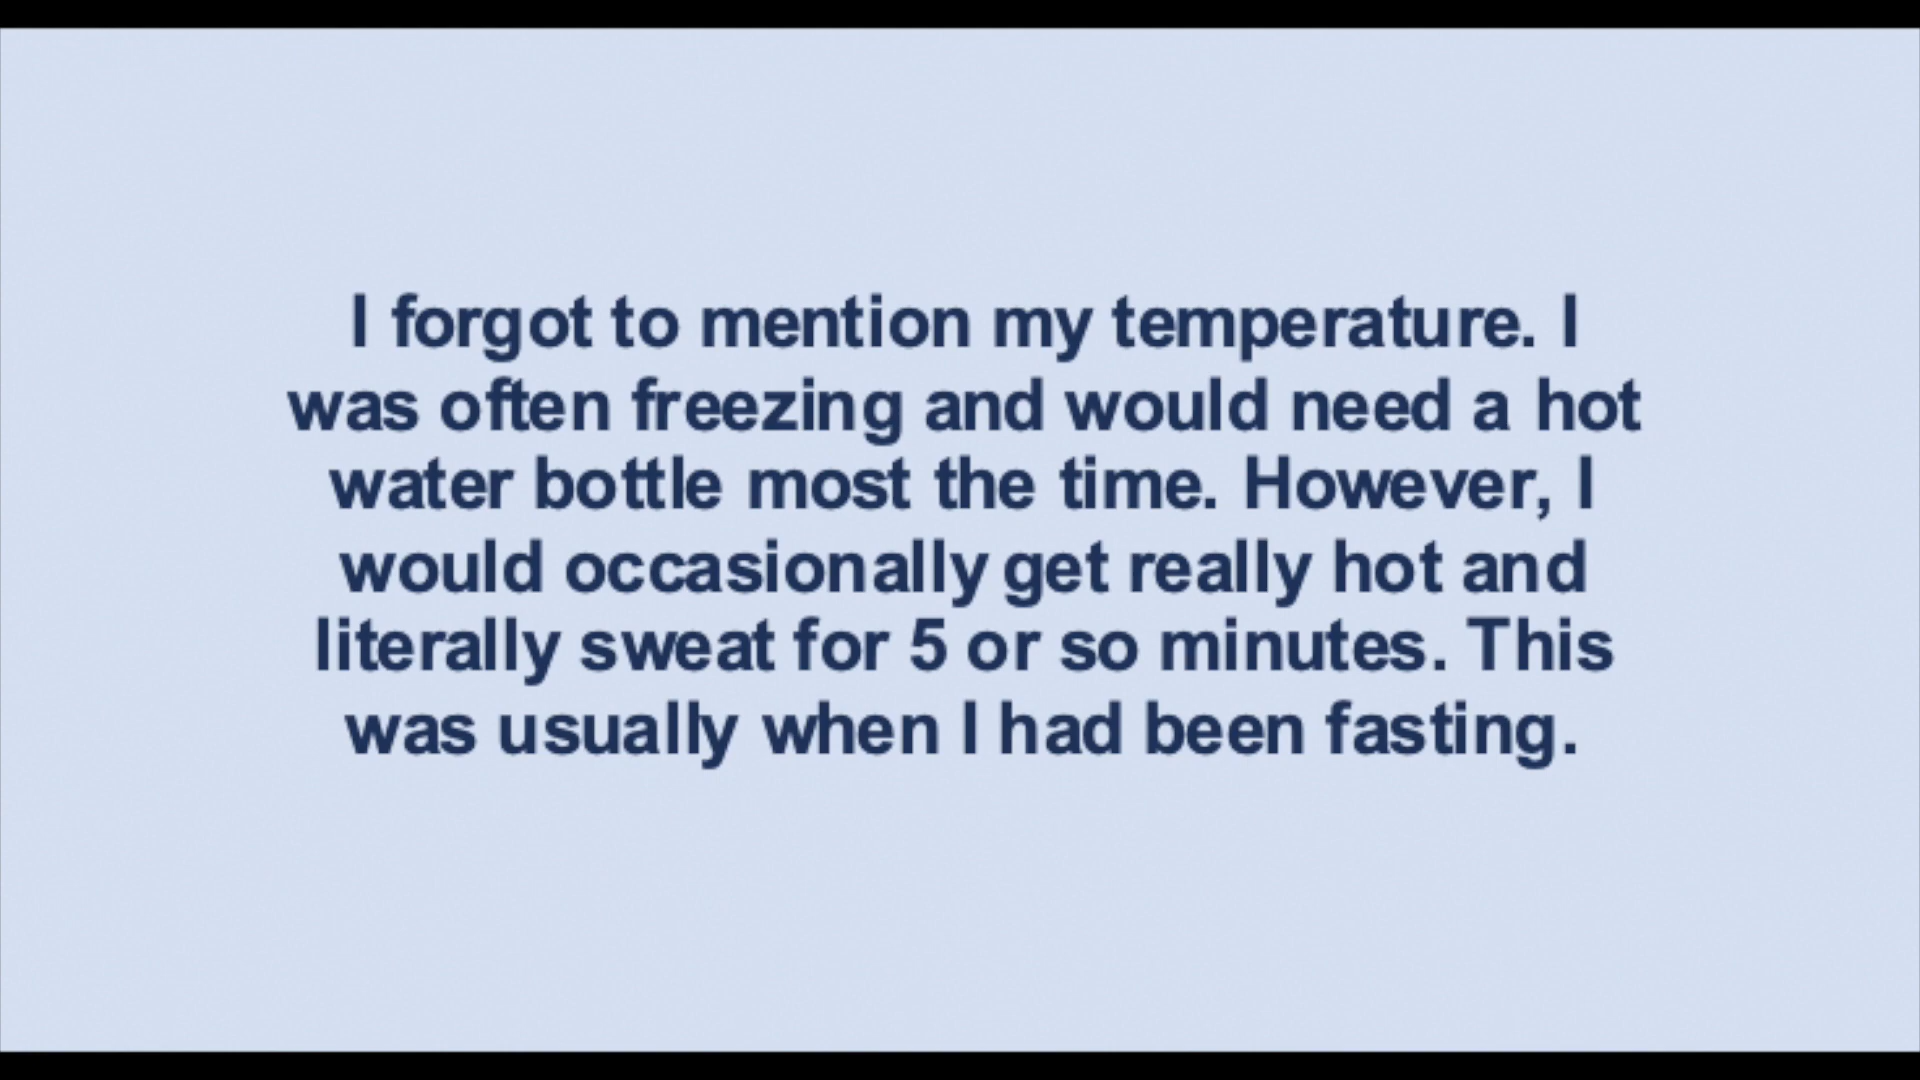 I forgot to mention my temperature. I
was often freezing and would need a hot
water bottle most the time. However, I
would occasionally get really hot and
literally sweat for 5 or so minutes. This
was usually when I had been fasting.